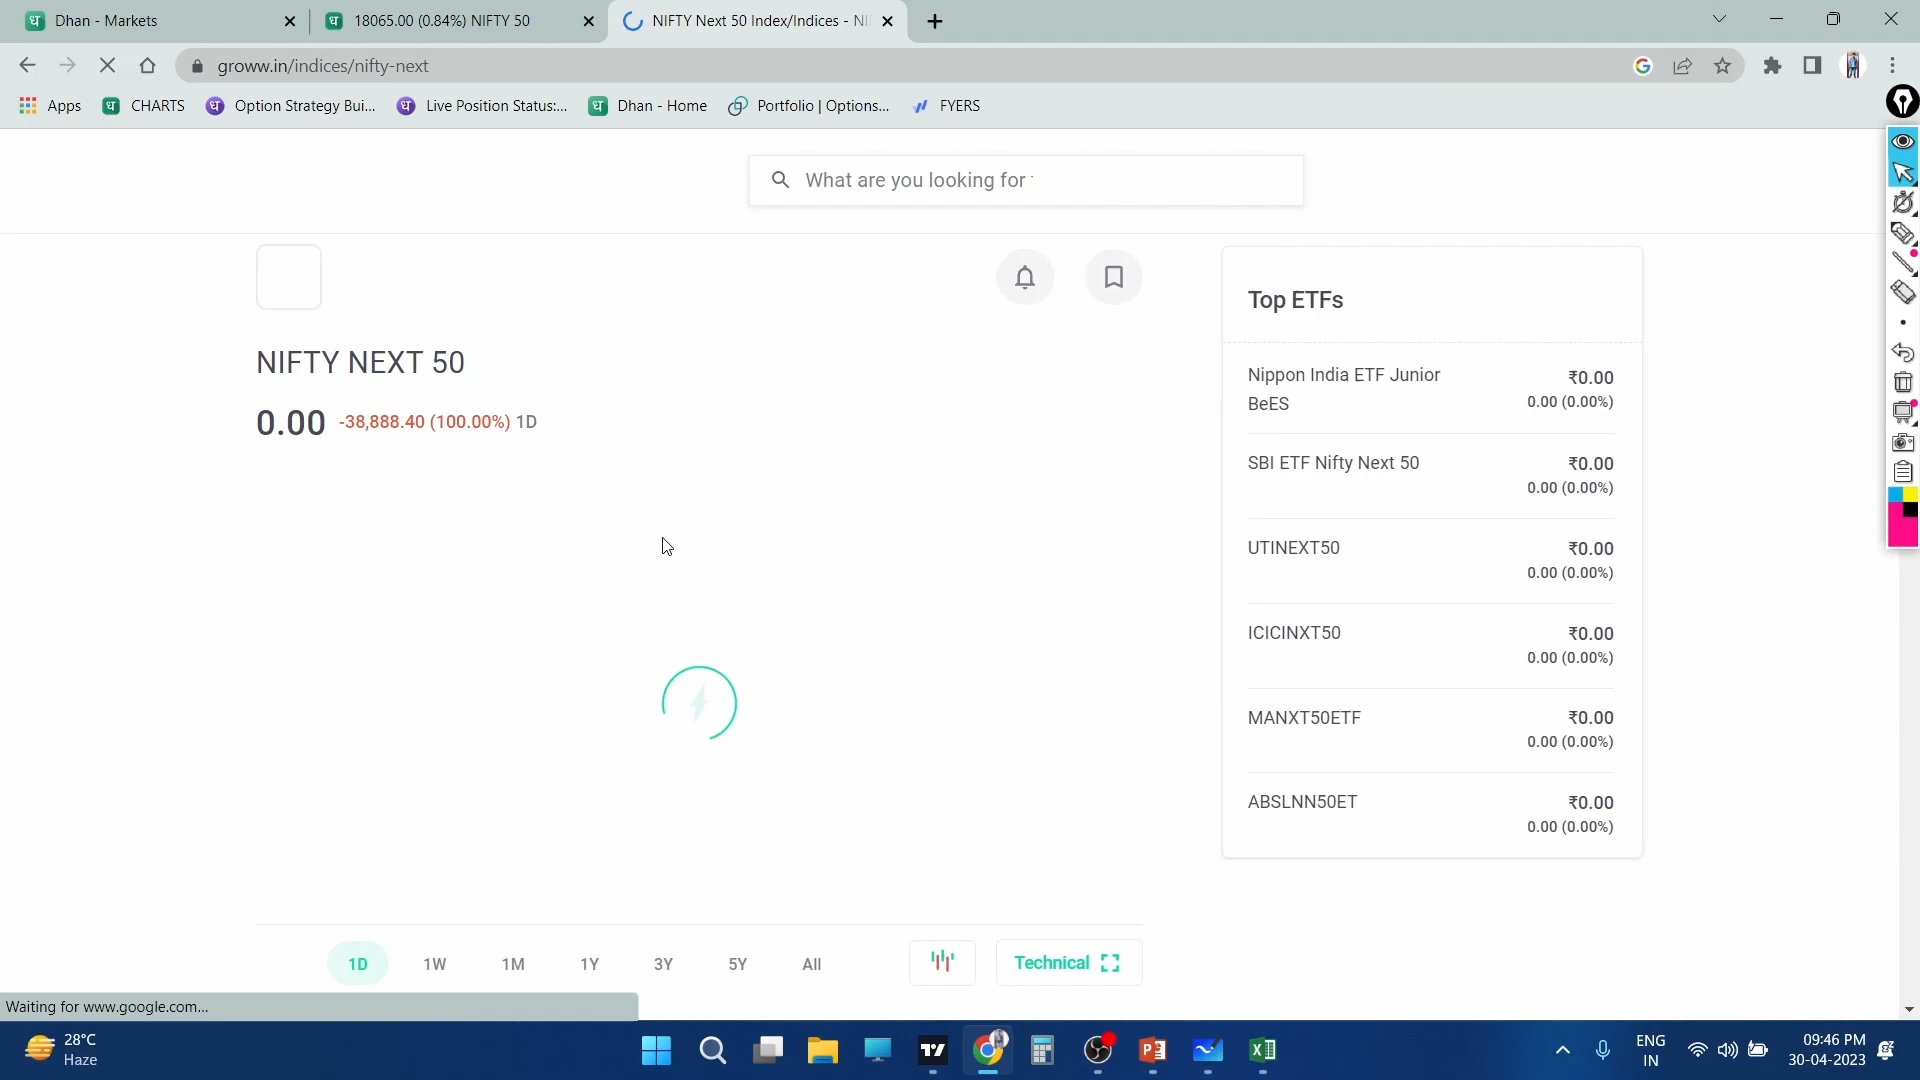 Dhan - Markets
18065.00 (0.84%) NIFTY 50
NIFTY Next 50 Index/Indices - NI
groww.in/indices/nifty-next
Apps
CHARTS
Option Strategy Bui...
Live Position Status:...
Dhan - Home
Portfolio | Options...
FYERS
What are you looking for
NIFTY NEXT 50
0.00 -38,888.40 (100.00%) 1D
Top ETFs
Nippon India ETF Junior
BeES
₹0.00
0.00 (0.00%)
SBI ETF Nifty Next 50
₹0.00
0.00 (0.00%)
UTINEXT50
₹0.00
0.00 (0.00%)
ICICINXT50
₹0.00
0.00 (0.00%)
MANXT50ETF
₹0.00
0.00 (0.00%)
ABSLNN50ET
₹0.00
0.00 (0.00%)
1D 1W 1M 1Y 3Y 5Y All
Technical
Waiting for www.google.com...
28°C
Haze
ENG
IN
09:46 PM
30-04-2023